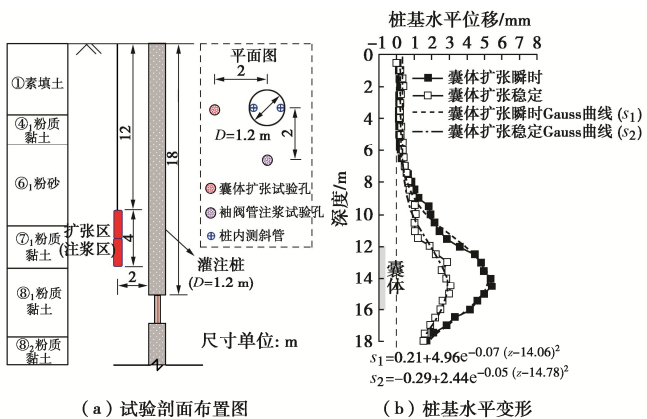 ①素填土
④₁粉质
黏土
⑥₁粉砂
⑦₁粉质
黏土
⑧₁粉质
黏土
⑧₂粉质
黏土
12
18
扩张区
(注浆区)
4
2
平面图
2
2
D=1.2 m
囊体扩张试验孔
袖阀管注浆试验孔
桩内测斜管
灌注桩
(D=1.2 m)
尺寸单位: m
(a) 试验剖面布置图
桩基水平位移/mm
−1 0 1 2 3 4 5 6 7 8
0
2
4
6
8
10
12
14
16
18
深度/m
囊体扩张瞬时
囊体扩张稳定
囊体扩张瞬时Gauss曲线 (s₁)
囊体扩张稳定Gauss曲线 (s₂)
囊体
s₁=0.21+4.96e^{−0.07 (z−14.06)²}
s₂=−0.29+2.44e^{−0.05 (z−14.78)²}
(b) 桩基水平变形